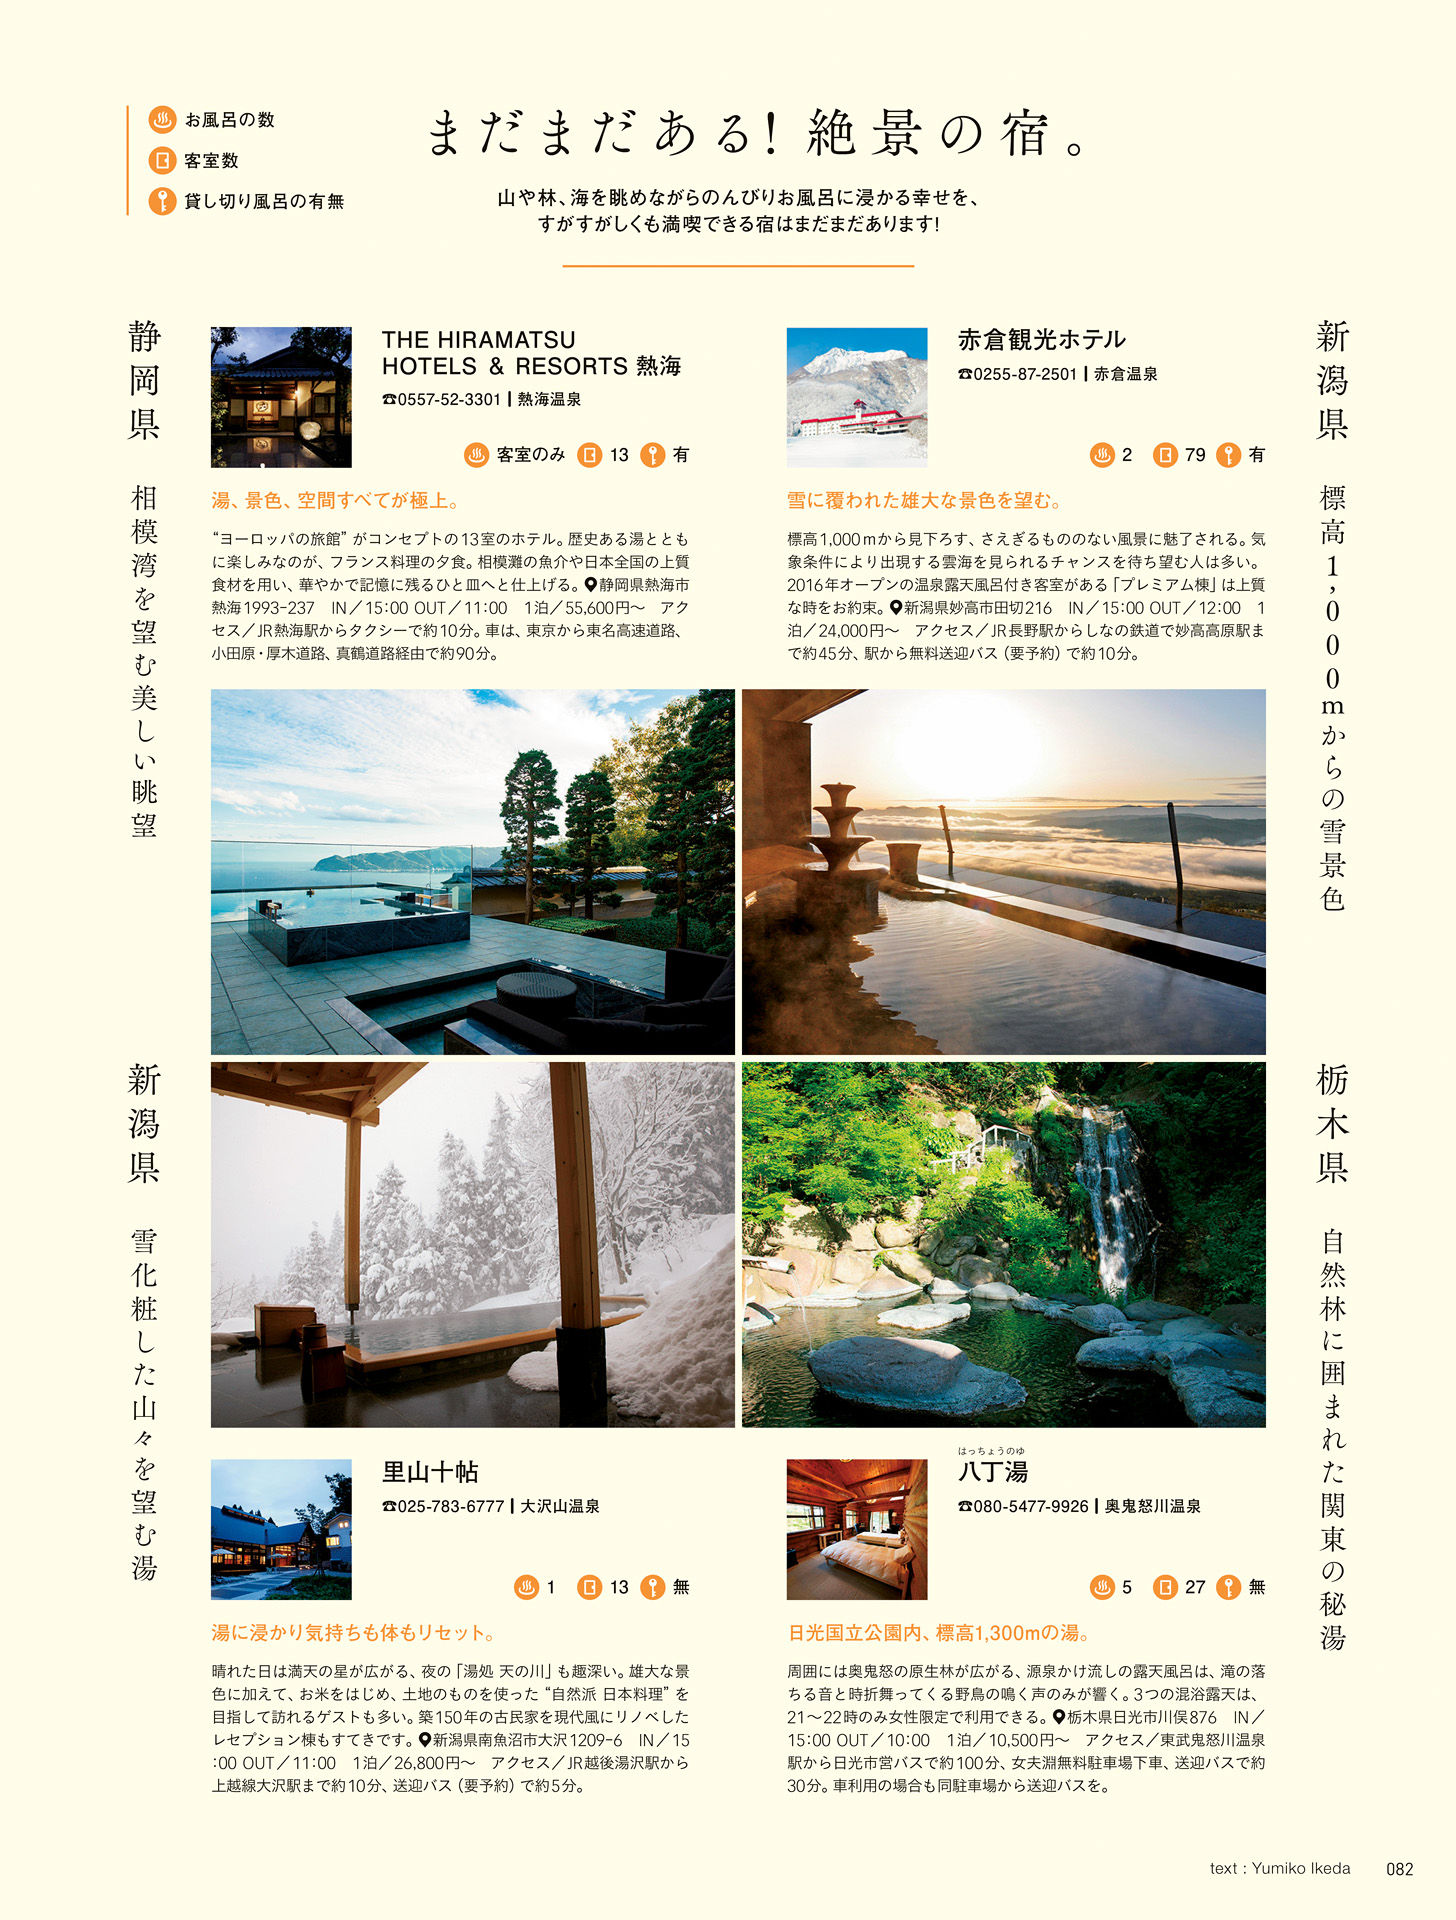 お風呂の数
客室数
貸し切り風呂の有無
まだまだある！絶景の宿。
山や林、海を眺めながらのんびりお風呂に浸かる幸せを、
すがすがしくも満喫できる宿はまだまだあります！
静岡県　相模湾を望む美しい眺望
THE HIRAMATSU
HOTELS & RESORTS 熱海
☎0557-52-3301 | 熱海温泉
客室のみ 13 有
湯、景色、空間すべてが極上。
“ヨーロッパの旅館”がコンセプトの13室のホテル。歴史ある湯ととも
に楽しみなのが、フランス料理の夕食。相模灘の魚介や日本全国の上質
食材を用い、華やかで記憶に残るひと皿へと仕上げる。静岡県熱海市
熱海1993-237　IN／15:00 OUT／11:00　1泊／55,600円〜　アク
セス／JR熱海駅からタクシーで約10分。車は、東京から東名高速道路、
小田原・厚木道路、真鶴道路経由で約90分。
新潟県　標高1,000mからの雪景色
赤倉観光ホテル
☎0255-87-2501 | 赤倉温泉
2 79 有
雪に覆われた雄大な景色を望む。
標高1,000mから見下ろす、さえぎるもののない風景に魅了される。気
象条件により出現する雲海を見られるチャンスを待ち望む人は多い。
2016年オープンの温泉露天風呂付き客室がある「プレミアム棟」は上質
な時をお約束。新潟県妙高市田切216　IN／15:00 OUT／12:00　1
泊／24,000円〜　アクセス／JR長野駅からしなの鉄道で妙高高原駅ま
で約45分、駅から無料送迎バス（要予約）で約10分。
新潟県　雪化粧した山々を望む湯
里山十帖
☎025-783-6777 | 大沢山温泉
1 13 無
湯に浸かり気持ちも体もリセット。
晴れた日は満天の星が広がる、夜の「湯処 天の川」も趣深い。雄大な景
色に加えて、お米をはじめ、土地のものを使った“自然派 日本料理”を
目指して訪れるゲストも多い。築150年の古民家を現代風にリノベした
レセプション棟もすてきです。新潟県南魚沼市大沢1209-6　IN／15
:00 OUT／11:00　1泊／26,800円〜　アクセス／JR越後湯沢駅から
上越線大沢駅まで約10分、送迎バス（要予約）で約5分。
栃木県　自然林に囲まれた関東の秘湯
はっちょうのゆ
八丁湯
☎080-5477-9926 | 奥鬼怒川温泉
5 27 無
日光国立公園内、標高1,300mの湯。
周囲には奥鬼怒の原生林が広がる、源泉かけ流しの露天風呂は、滝の落
ちる音と時折舞ってくる野鳥の鳴く声のみが響く。3つの混浴露天は、
21〜22時のみ女性限定で利用できる。栃木県日光市川俣876　IN／
15:00 OUT／10:00　1泊／10,500円〜　アクセス／東武鬼怒川温泉
駅から日光市営バスで約100分、女夫淵無料駐車場下車、送迎バスで約
30分。車利用の場合も同駐車場から送迎バスを。
text : Yumiko Ikeda
082